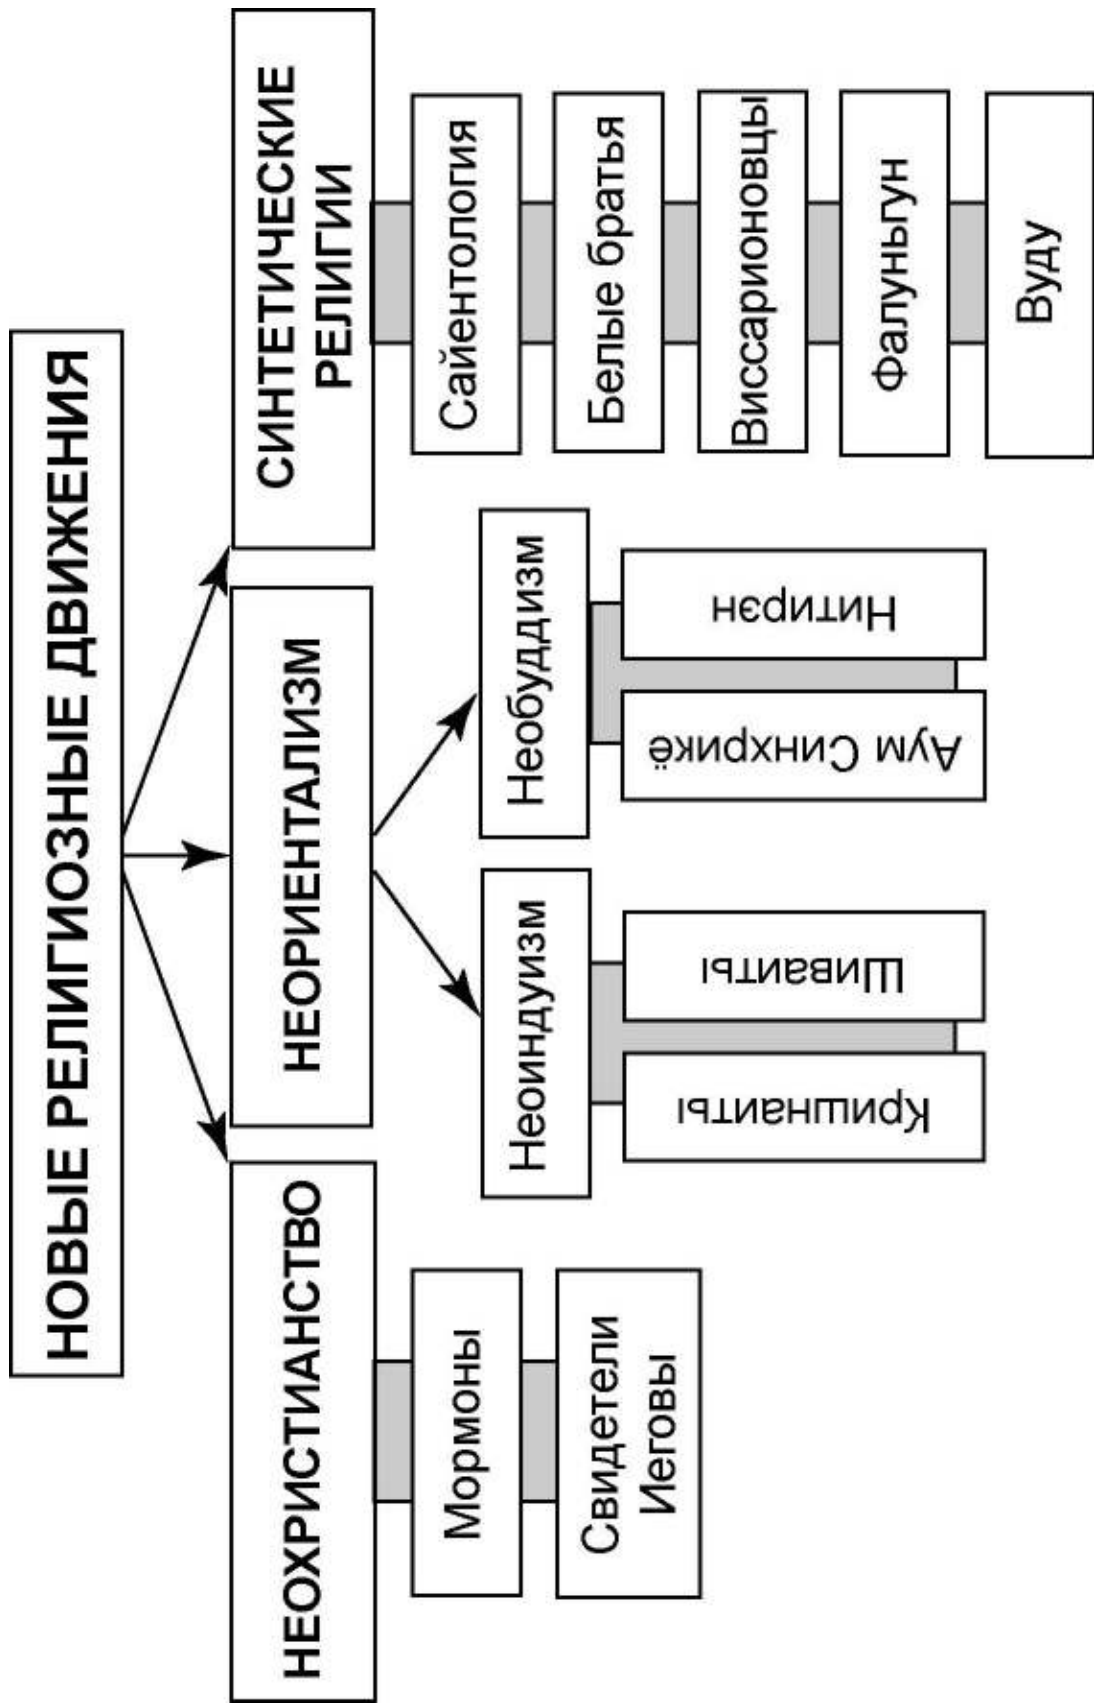 НОВЫЕ РЕЛИГИОЗНЫЕ ДВИЖЕНИЯ
НЕОХРИСТИАНСТВО
Мормоны
Свидетели
Иеговы
НЕОРИЕНТАЛИЗМ
Неоиндуизм
Кришнаиты
Шиваиты
Необуддизм
Аум Синхрикё
Нитирэн
СИНТЕТИЧЕСКИЕ
РЕЛИГИИ
Сайентология
Белые братья
Виссарионовцы
Фалуньгун
Вуду